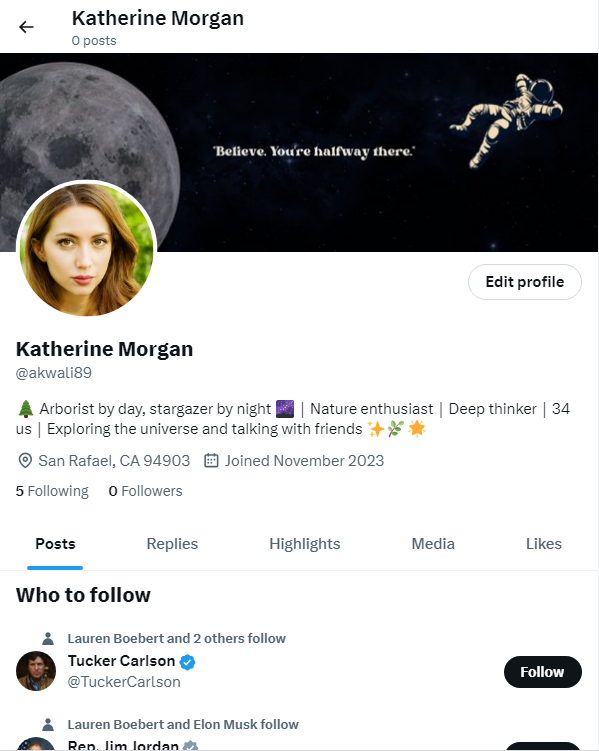 Katherine Morgan
0 posts
"Believe. You're halfway there."
Edit profile
Katherine Morgan
@akwali89
🌲 Arborist by day, stargazer by night 🌌 | Nature enthusiast | Deep thinker | 34
us | Exploring the universe and talking with friends ✨🌿🌟
San Rafael, CA 94903 Joined November 2023
5 Following 0 Followers
Posts Replies Highlights Media Likes
Who to follow
Lauren Boebert and 2 others follow
Tucker Carlson
@TuckerCarlson
Follow
Lauren Boebert and Elon Musk follow
Rep. Jim Jordan